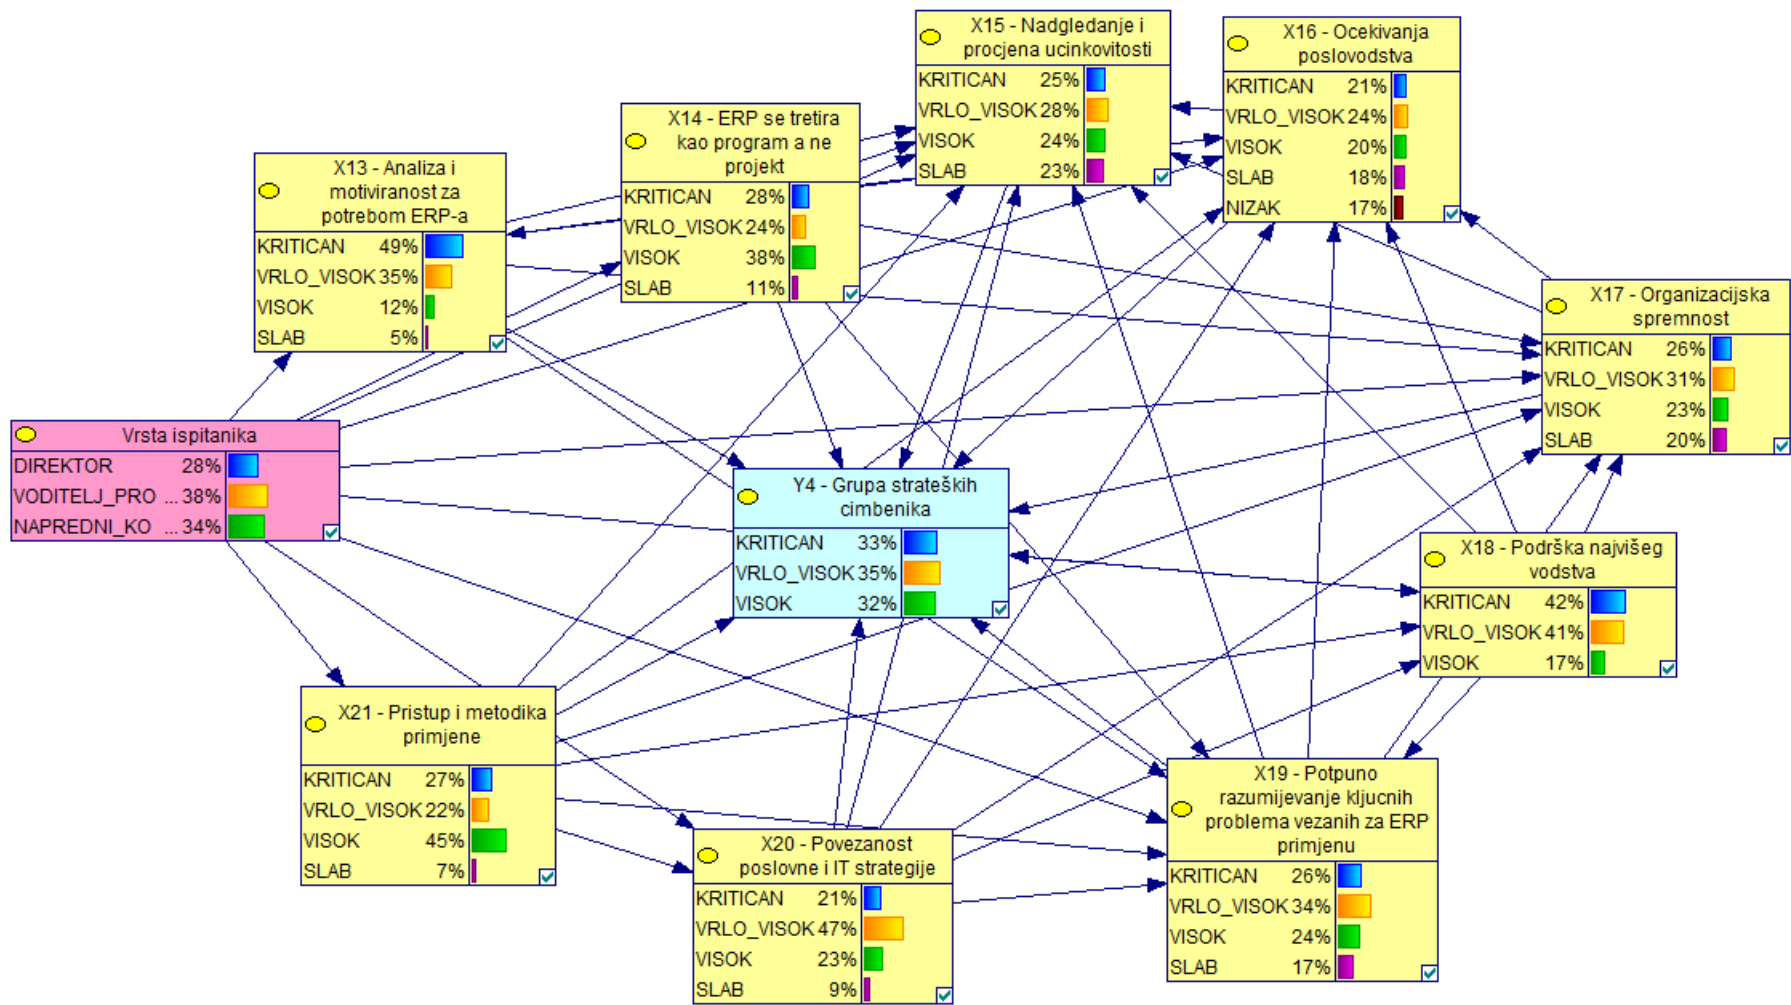 X15 - Nadgledanje i
procjena ucinkovitosti
KRITICAN 25%
VRLO_VISOK 28%
VISOK 24%
SLAB 23%
X16 - Ocekivanja
poslovodstva
KRITICAN 21%
VRLO_VISOK 24%
VISOK 20%
SLAB 18%
NIZAK 17%
X14 - ERP se tretira
kao program a ne
projekt
KRITICAN 28%
VRLO_VISOK 24%
VISOK 38%
SLAB 11%
X13 - Analiza i
motiviranost za
potrebom ERP-a
KRITICAN 49%
VRLO_VISOK 35%
VISOK 12%
SLAB 5%
X17 - Organizacijska
spremnost
KRITICAN 26%
VRLO_VISOK 31%
VISOK 23%
SLAB 20%
Vrsta ispitanika
DIREKTOR 28%
VODITELJ_PRO ... 38%
NAPREDNI_KO ... 34%
Y4 - Grupa strateških
cimbenika
KRITICAN 33%
VRLO_VISOK 35%
VISOK 32%
X18 - Podrška najvišeg
vodstva
KRITICAN 42%
VRLO_VISOK 41%
VISOK 17%
X21 - Pristup i metodika
primjene
KRITICAN 27%
VRLO_VISOK 22%
VISOK 45%
SLAB 7%
X20 - Povezanost
poslovne i IT strategije
KRITICAN 21%
VRLO_VISOK 47%
VISOK 23%
SLAB 9%
X19 - Potpuno
razumijevanje kljucnih
problema vezanih za ERP
primjenu
KRITICAN 26%
VRLO_VISOK 34%
VISOK 24%
SLAB 17%